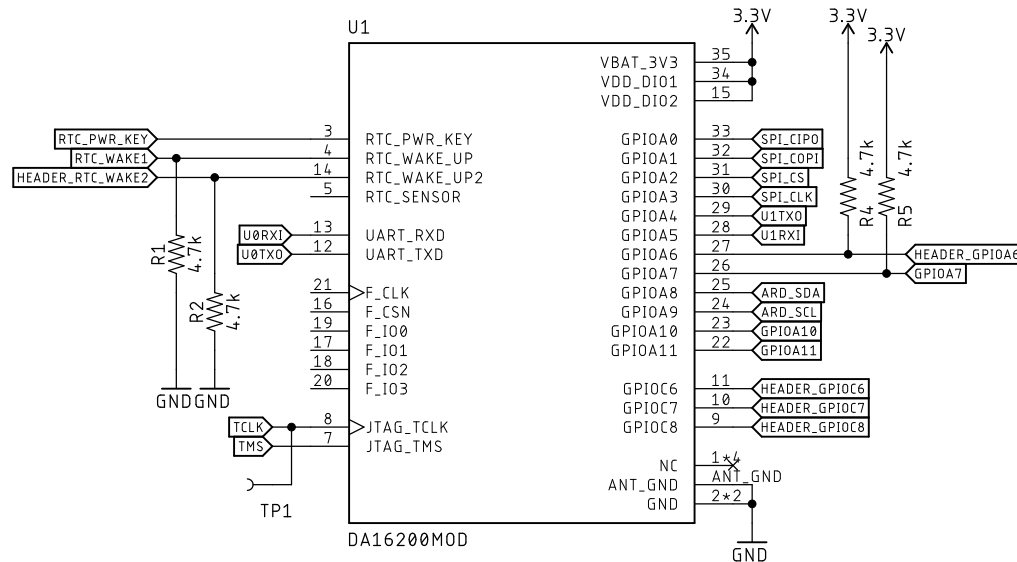 U1
3.3V
3.3V
VBAT_3V3 35
VDD_DIO1 34
VDD_DIO2 15
RTC_PWR_KEY 3 RTC_PWR_KEY
RTC_WAKE1 4 RTC_WAKE_UP
HEADER_RTC_WAKE2 14 RTC_WAKE_UP2
5 RTC_SENSOR
U0RXI 13 UART_RXD
U0TXO 12 UART_TXD
R1
4.7k
R2
4.7k
GND
GND
21 F_CLK
16 F_CSN
19 F_IO0
17 F_IO1
18 F_IO2
20 F_IO3
TCLK 8 JTAG_TCLK
TMS 7 JTAG_TMS
TP1
GPIOA0 33 SPI_CIPO
GPIOA1 32 SPI_COPI
GPIOA2 31 SPI_CS
GPIOA3 30 SPI_CLK
GPIOA4 29 U1TXO
GPIOA5 28 U1RXI
GPIOA6 27 HEADER_GPIOA6
GPIOA7 26 GPIOA7
GPIOA8 25 ARD_SDA
GPIOA9 24 ARD_SCL
GPIOA10 23 GPIOA10
GPIOA11 22 GPIOA11
R4
4.7k
R5
4.7k
GPIOC6 11 HEADER_GPIOC6
GPIOC7 10 HEADER_GPIOC7
GPIOC8 9 HEADER_GPIOC8
NC 1*4
ANT_GND ANT_GND
GND 2*2
GND
DA16200MOD